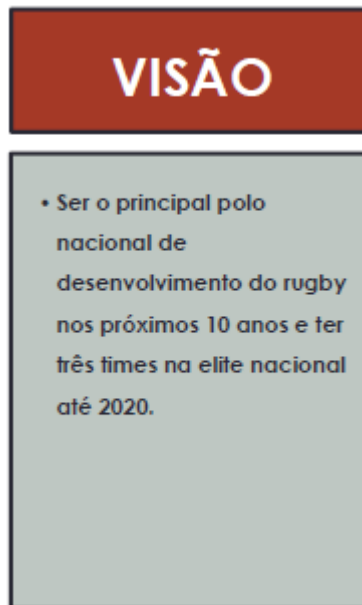 VISÃO
• Ser o principal polo
nacional de
desenvolvimento do rugby
nos próximos 10 anos e ter
três times na elite nacional
até 2020.